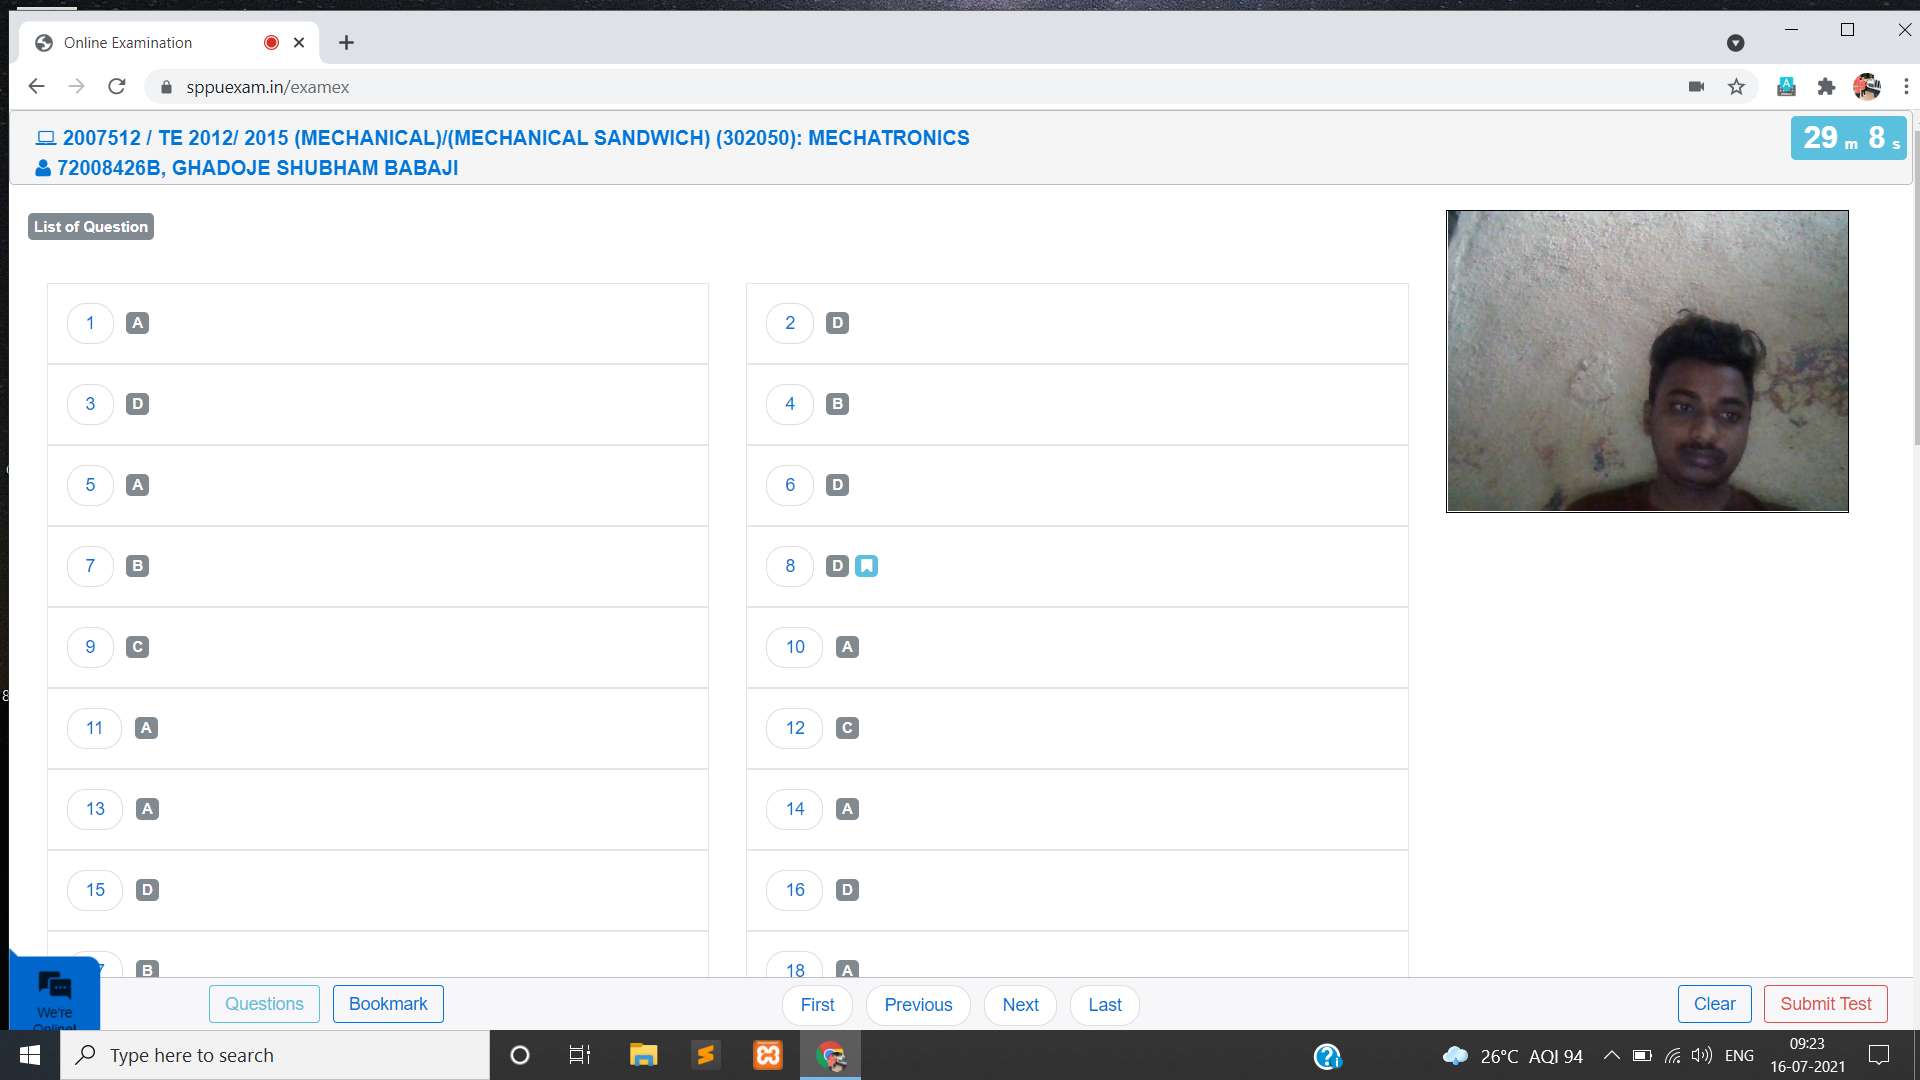 Online Examination
sppuexam.in/examex
2007512 / TE 2012/ 2015 (MECHANICAL)/(MECHANICAL SANDWICH) (302050): MECHATRONICS
72008426B, GHADOJE SHUBHAM BABAJI
29 m 8 s
List of Question
1 A
2 D
3 D
4 B
5 A
6 D
7 B
8 D
9 C
10 A
11 A
12 C
13 A
14 A
15 D
16 D
7 B
18 A
We're
Online!
Questions
Bookmark
First
Previous
Next
Last
Clear
Submit Test
Type here to search
26°C AQI 94
ENG
09:23
16-07-2021